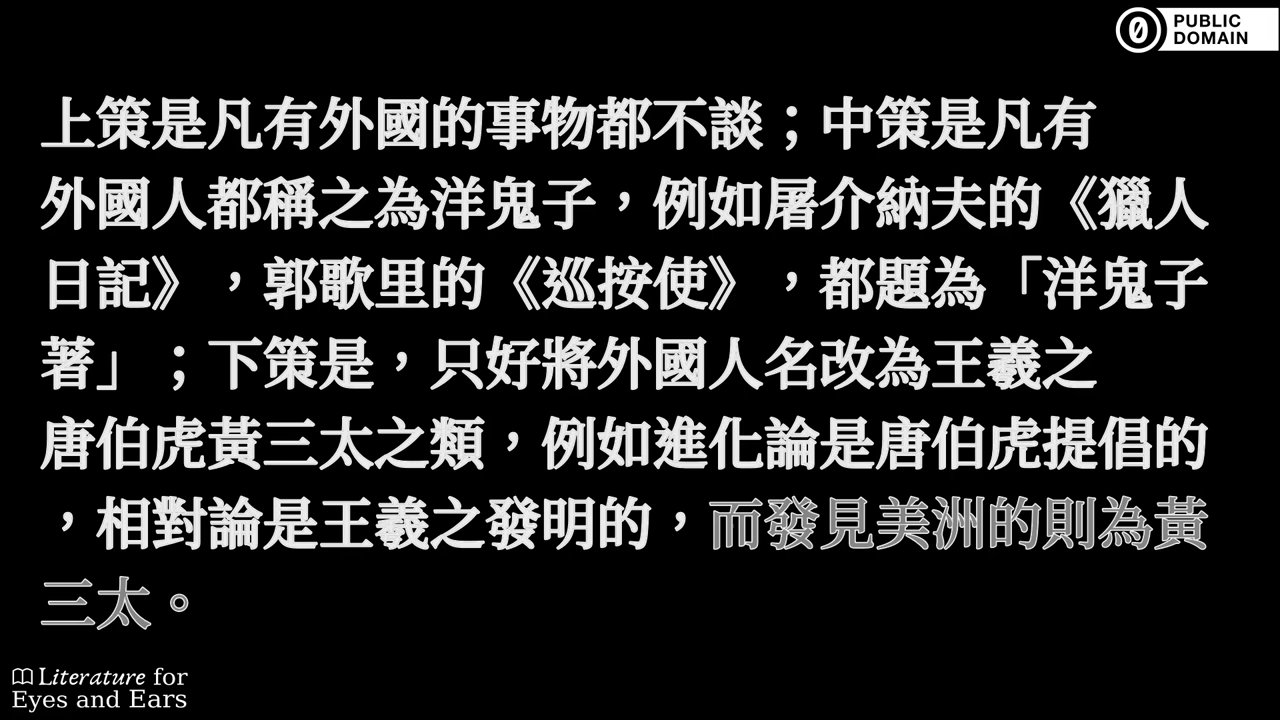 PUBLIC
DOMAIN
上策是凡有外國的事物都不談；中策是凡有
外國人都稱之為洋鬼子，例如屠介納夫的《獵人
日記》，郭歌里的《巡按使》，都題為「洋鬼子
著」；下策是，只好將外國人名改為王羲之
唐伯虎黃三太之類，例如進化論是唐伯虎提倡的
，相對論是王羲之發明的，而發見美洲的則為黃
三太。
Literature for
Eyes and Ears